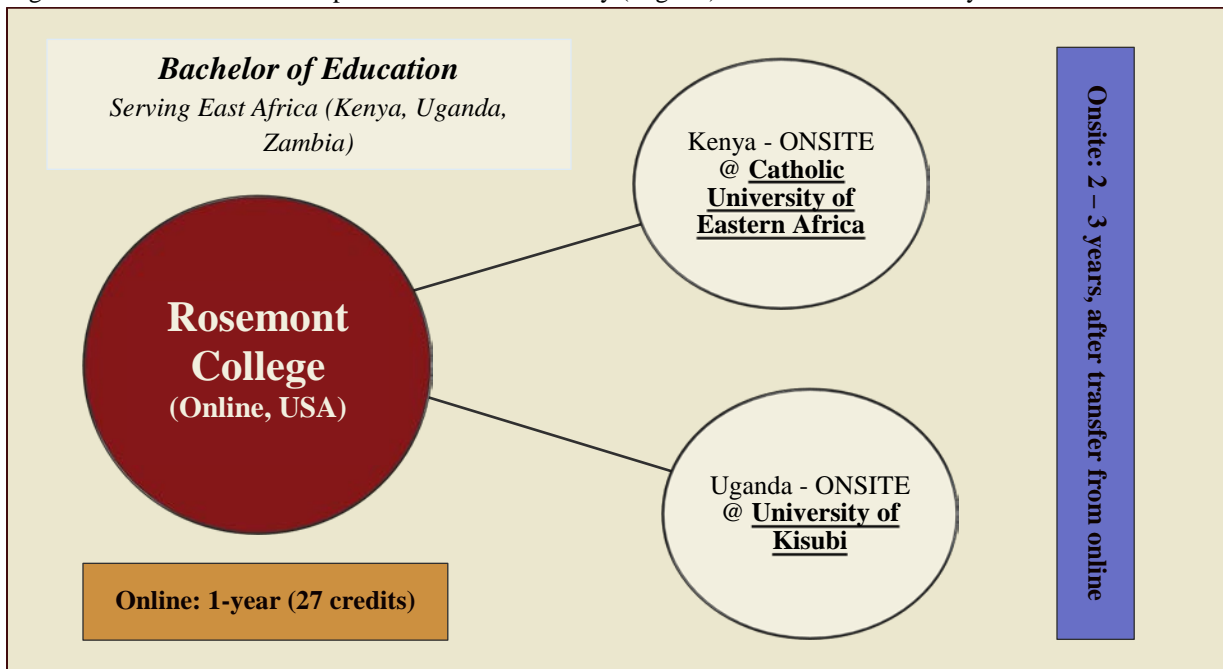 Bachelor of Education
Serving East Africa (Kenya, Uganda,
Zambia)
Kenya - ONSITE
@ Catholic
University of
Eastern Africa
Rosemont
College
(Online, USA)
Uganda - ONSITE
@ University of
Kisubi
Online: 1-year (27 credits)
Onsite: 2 – 3 years, after transfer from online